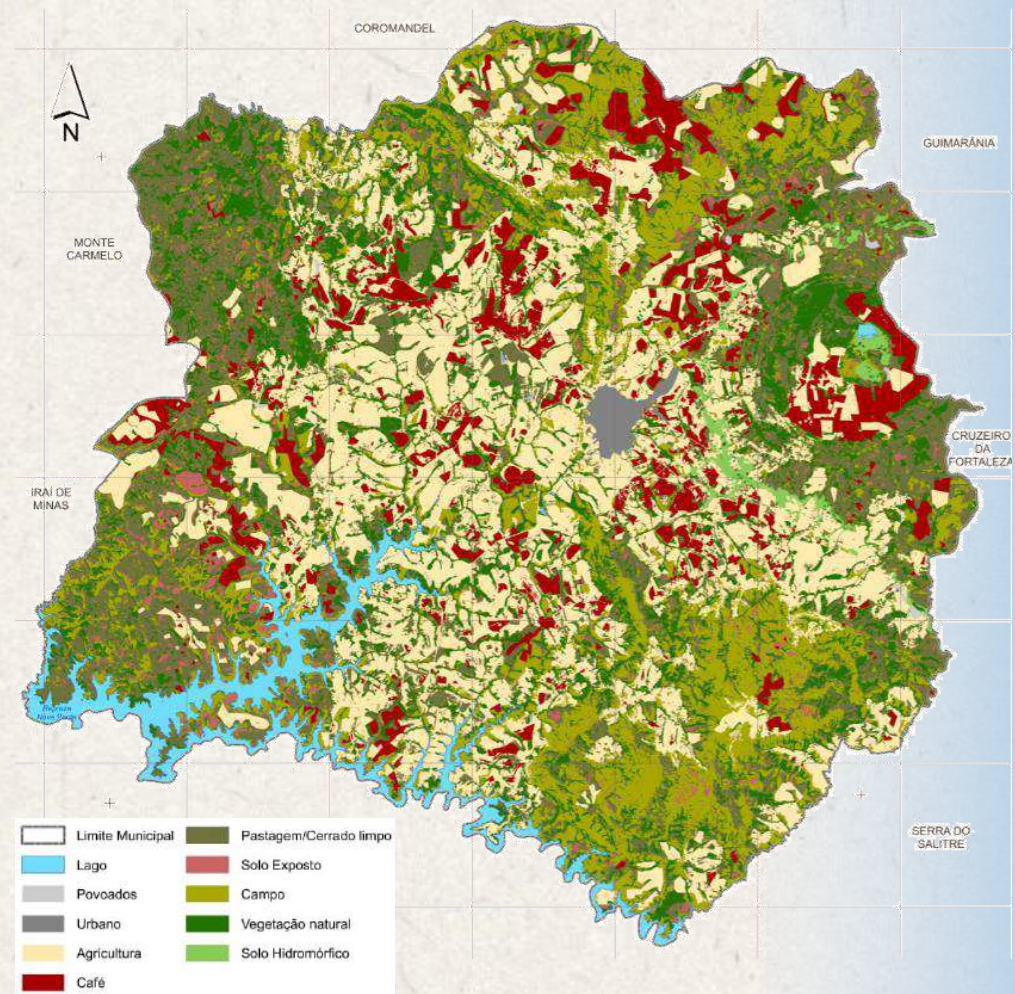 COROMANDEL
N
GUIMARÂNIA
MONTE
CARMELO
CRUZEIRO
DA
FORTALEZA
IRAÍ DE
MINAS
SERRA DO
SALITRE
Limite Municipal
Lago
Povoados
Urbano
Agricultura
Café
Pastagem/Cerrado limpo
Solo Exposto
Campo
Vegetação natural
Solo Hidromórfico